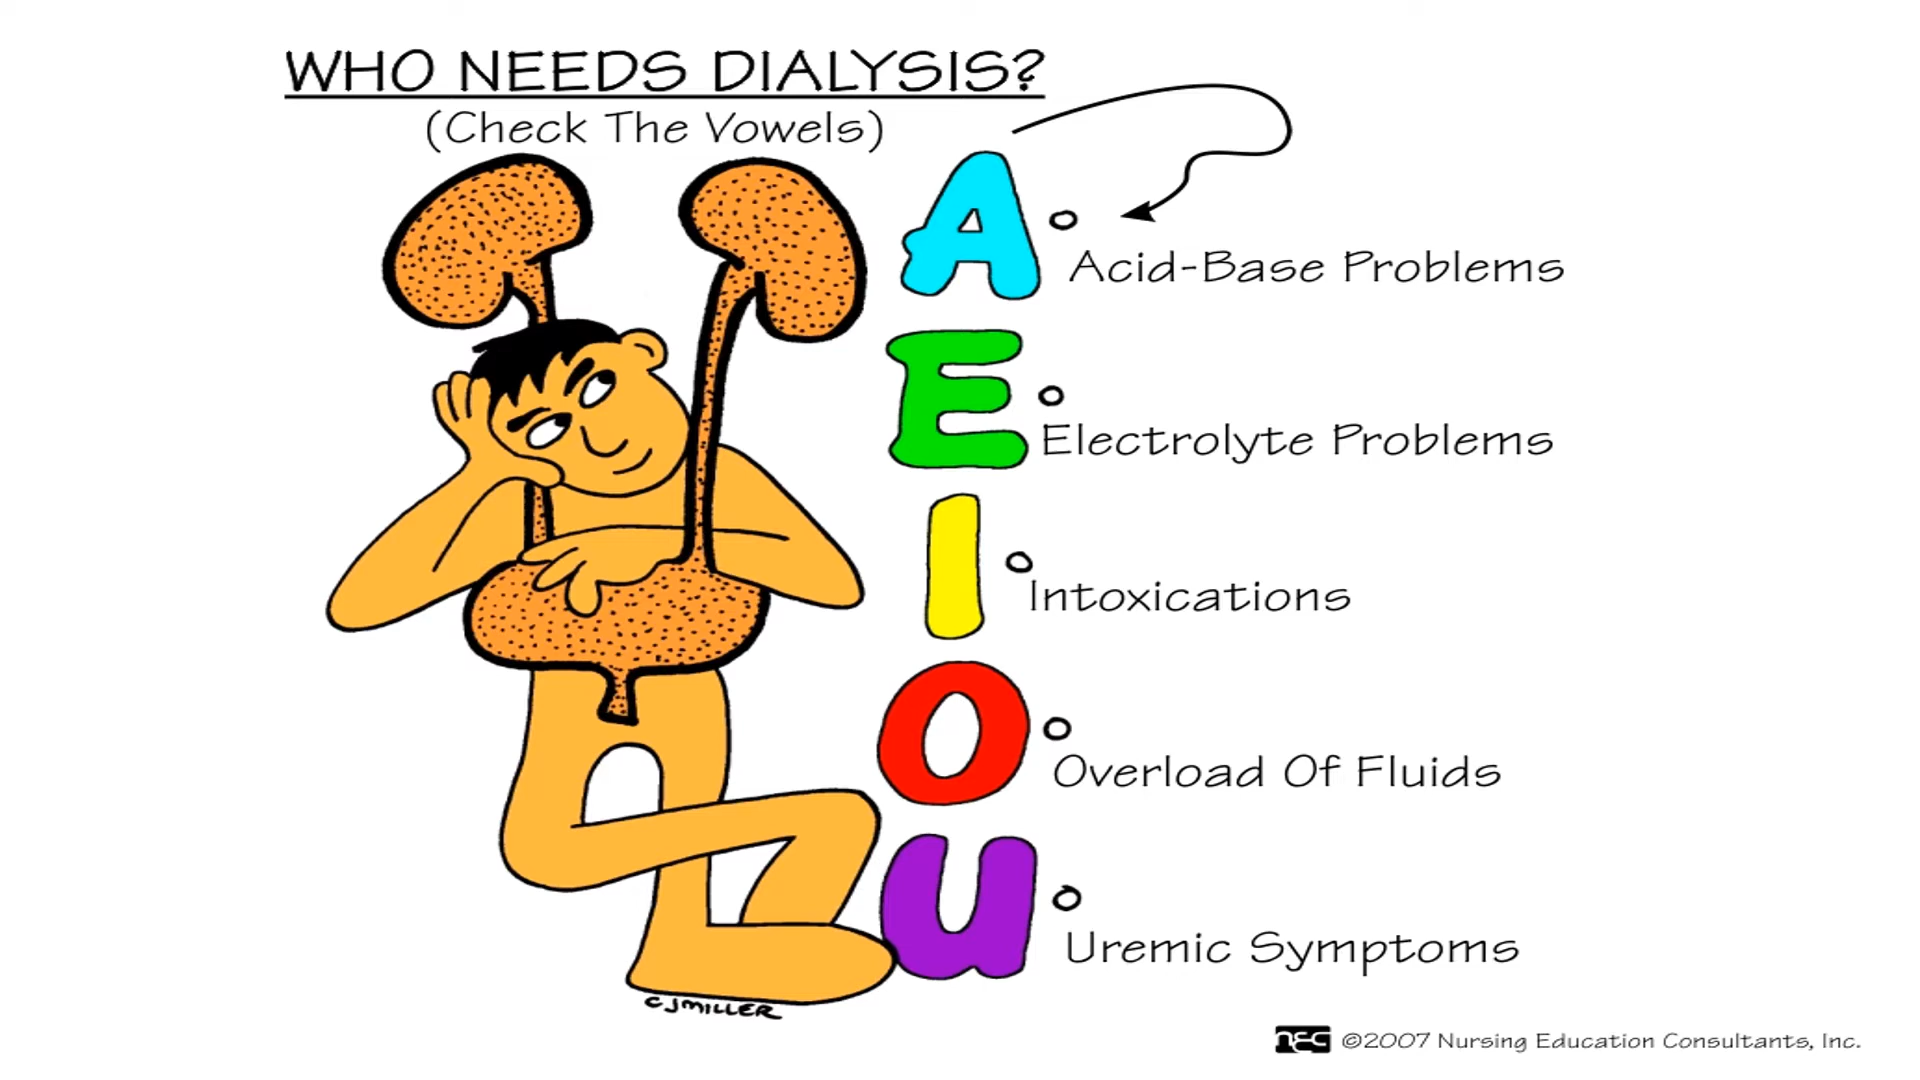 WHO NEEDS DIALYSIS?
(Check The Vowels)
A
Acid-Base Problems
E
Electrolyte Problems
I
Intoxications
O
Overload Of Fluids
U
Uremic Symptoms
CJMILLER
nec ©2007 Nursing Education Consultants, Inc.